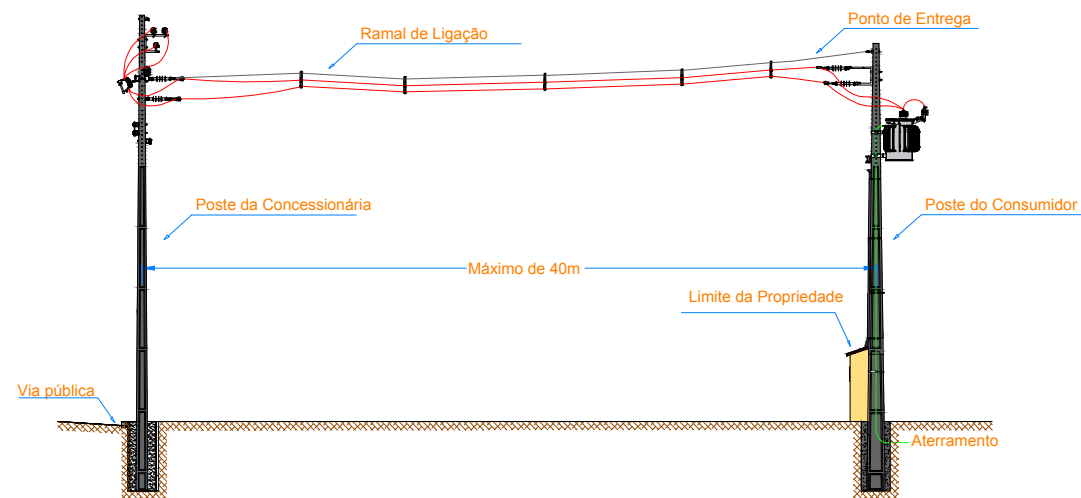 Ramal de Ligação
Ponto de Entrega
Poste da Concessionária
Poste do Consumidor
Máximo de 40m
Limite da Propriedade
Via pública
Aterramento